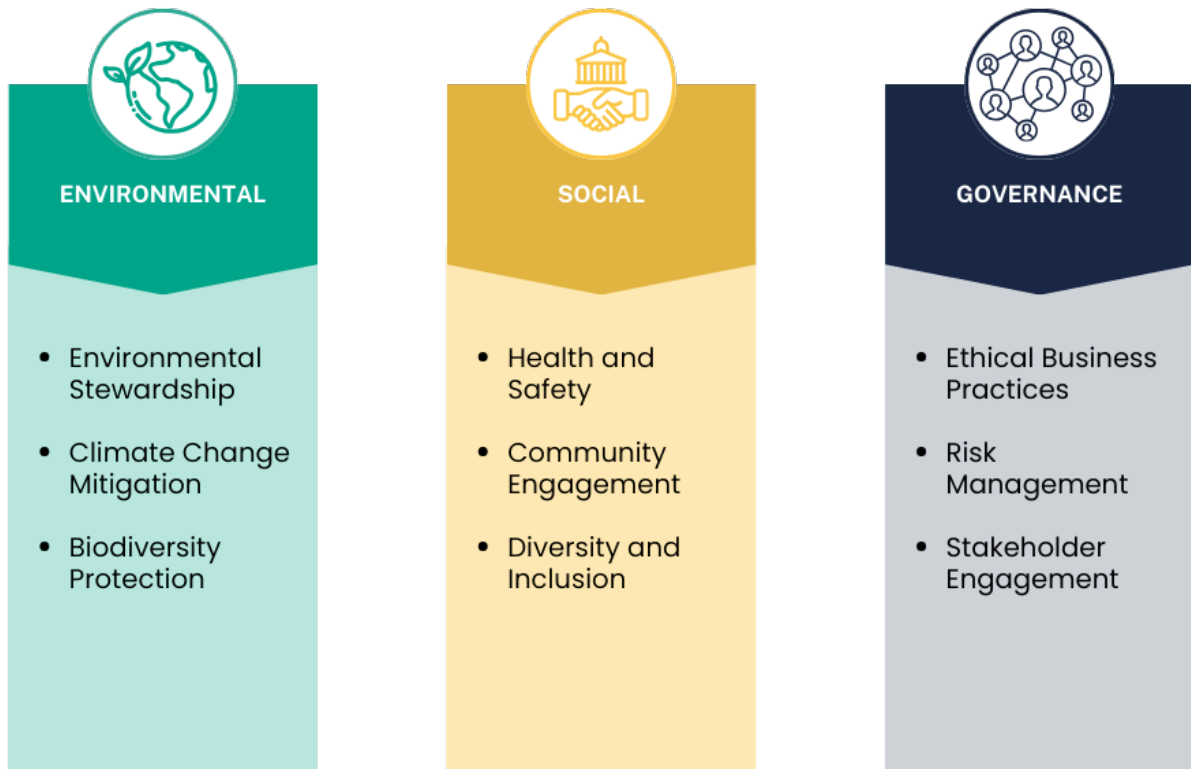 ENVIRONMENTAL
• Environmental
Stewardship
• Climate Change
Mitigation
• Biodiversity
Protection
SOCIAL
• Health and
Safety
• Community
Engagement
• Diversity and
Inclusion
GOVERNANCE
• Ethical Business
Practices
• Risk
Management
• Stakeholder
Engagement